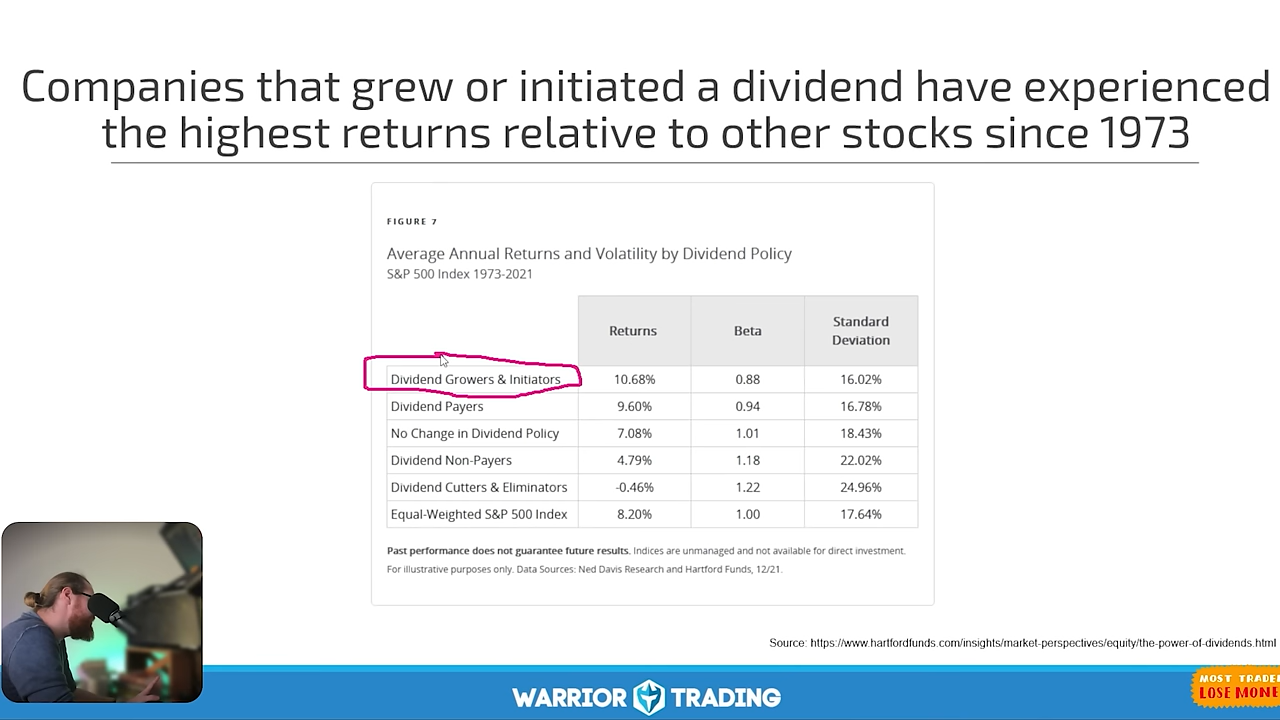 Companies that grew or initiated a dividend have experienced
the highest returns relative to other stocks since 1973
FIGURE 7
Average Annual Returns and Volatility by Dividend Policy
S&P 500 Index 1973-2021
Returns Beta Standard Deviation
Dividend Growers & Initiators 10.68% 0.88 16.02%
Dividend Payers 9.60% 0.94 16.78%
No Change in Dividend Policy 7.08% 1.01 18.43%
Dividend Non-Payers 4.79% 1.18 22.02%
Dividend Cutters & Eliminators -0.46% 1.22 24.96%
Equal-Weighted S&P 500 Index 8.20% 1.00 17.64%
Past performance does not guarantee future results. Indices are unmanaged and not available for direct investment.
For illustrative purposes only. Data Sources: Ned Davis Research and Hartford Funds, 12/21.
Source: https://www.hartfordfunds.com/insights/market-perspectives/equity/the-power-of-dividends.html
WARRIOR TRADING
MOST TRADE
LOSE MONE